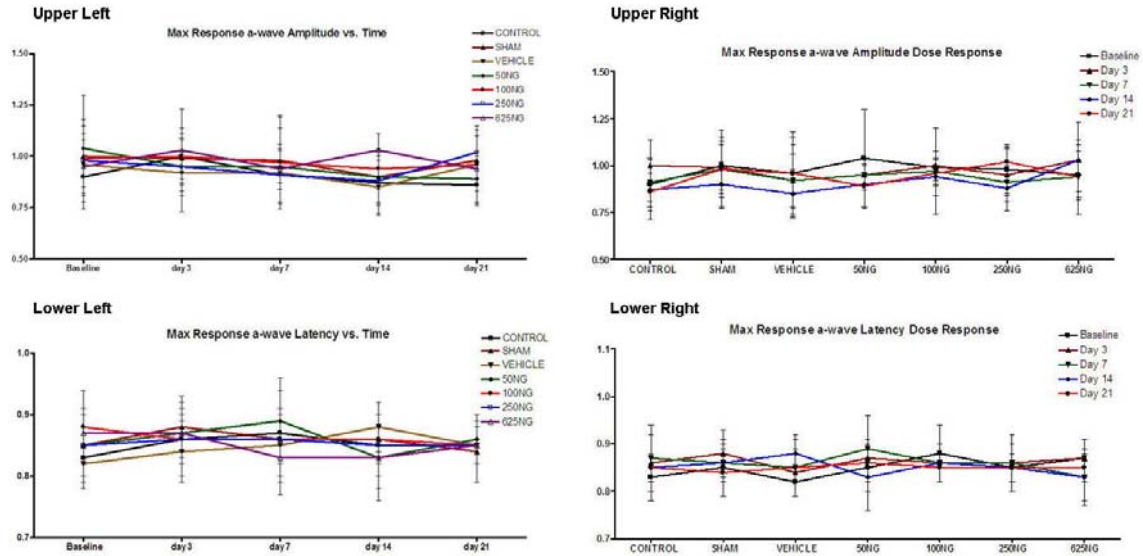 Upper Left
Max Response a-wave Amplitude vs. Time
CONTROL
SHAM
VEHICLE
50NG
100NG
250NG
625NG
1.50
1.25
1.00
0.75
0.50
Baseline
day 3
day 7
day 14
day 21
Upper Right
Max Response a-wave Amplitude Dose Response
Baseline
Day 3
Day 7
Day 14
Day 21
1.50
1.25
1.00
0.75
0.50
CONTROL
SHAM
VEHICLE
50NG
100NG
250NG
625NG
Lower Left
Max Response a-wave Latency vs. Time
CONTROL
SHAM
VEHICLE
50NG
100NG
250NG
625NG
1.0
0.9
0.8
0.7
Baseline
day 3
day 7
day 14
day 21
Lower Right
Max Response a-wave Latency Dose Response
Baseline
Day 3
Day 7
Day 14
Day 21
1.1
1.0
0.9
0.8
0.7
CONTROL
SHAM
VEHICLE
50NG
100NG
250NG
625NG